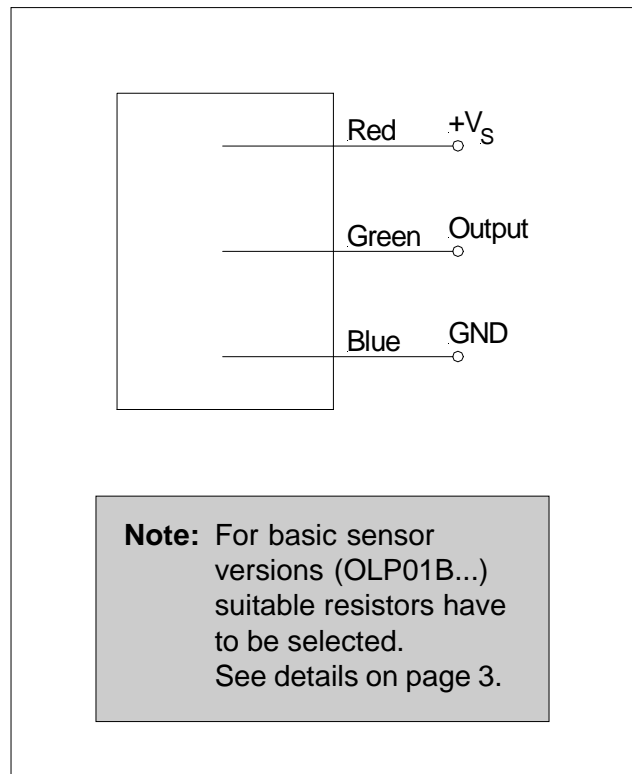 Red +VS
Green Output
Blue GND
Note: For basic sensor
versions (OLP01B...)
suitable resistors have
to be selected.
See details on page 3.